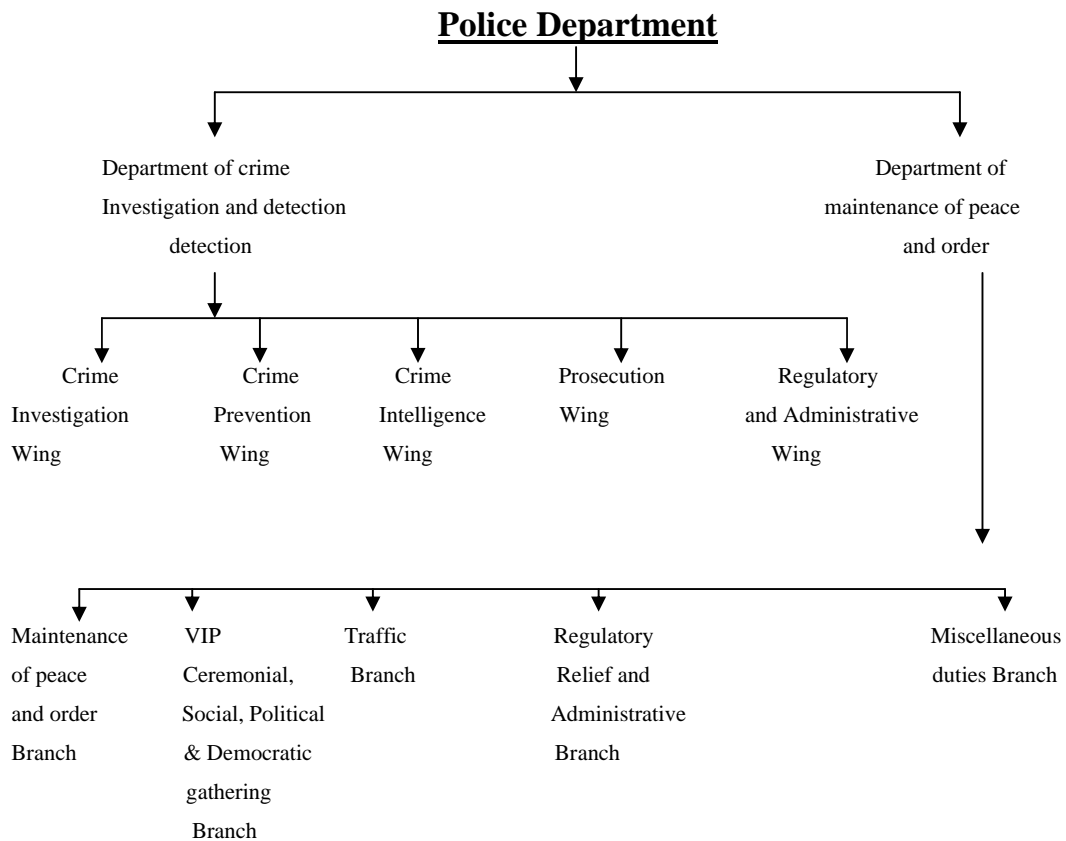 Police Department
Department of crime
Investigation and detection
detection
Department of
maintenance of peace
and order
Crime
Investigation
Wing
Crime
Prevention
Wing
Crime
Intelligence
Wing
Prosecution
Wing
Regulatory
and Administrative
Wing
Maintenance
of peace
and order
Branch
VIP
Ceremonial,
Social, Political
& Democratic
gathering
Branch
Traffic
Branch
Regulatory
Relief and
Administrative
Branch
Miscellaneous
duties Branch